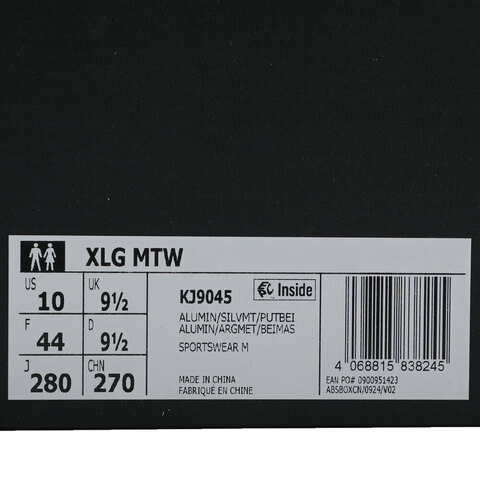 XLG MTW
US 10 UK 9½
F 44 D 9½
J 280 CHN 270
KJ9045
Inside
ALUMIN/SILVMT/PUTBEI
ALUMIN/ARGMET/BEIMAS
SPORTSWEAR M
MADE IN CHINA
FABRIQUÉ EN CHINE
4 068815 838245
EAN PO# 0900951423
ABSBOXCN/0924/V02